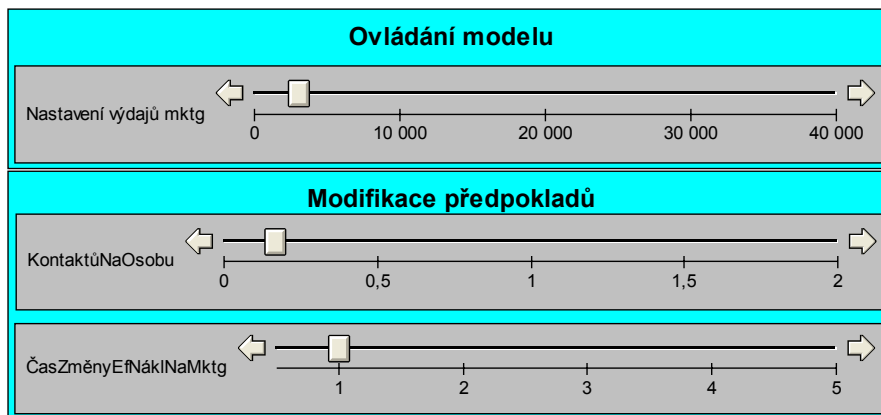 Ovládání modelu
Nastavení výdajů mktg
0 10 000 20 000 30 000 40 000
Modifikace předpokladů
KontaktůNaOsobu
0 0,5 1 1,5 2
ČasZměnyEfNáklNaMktg
1 2 3 4 5